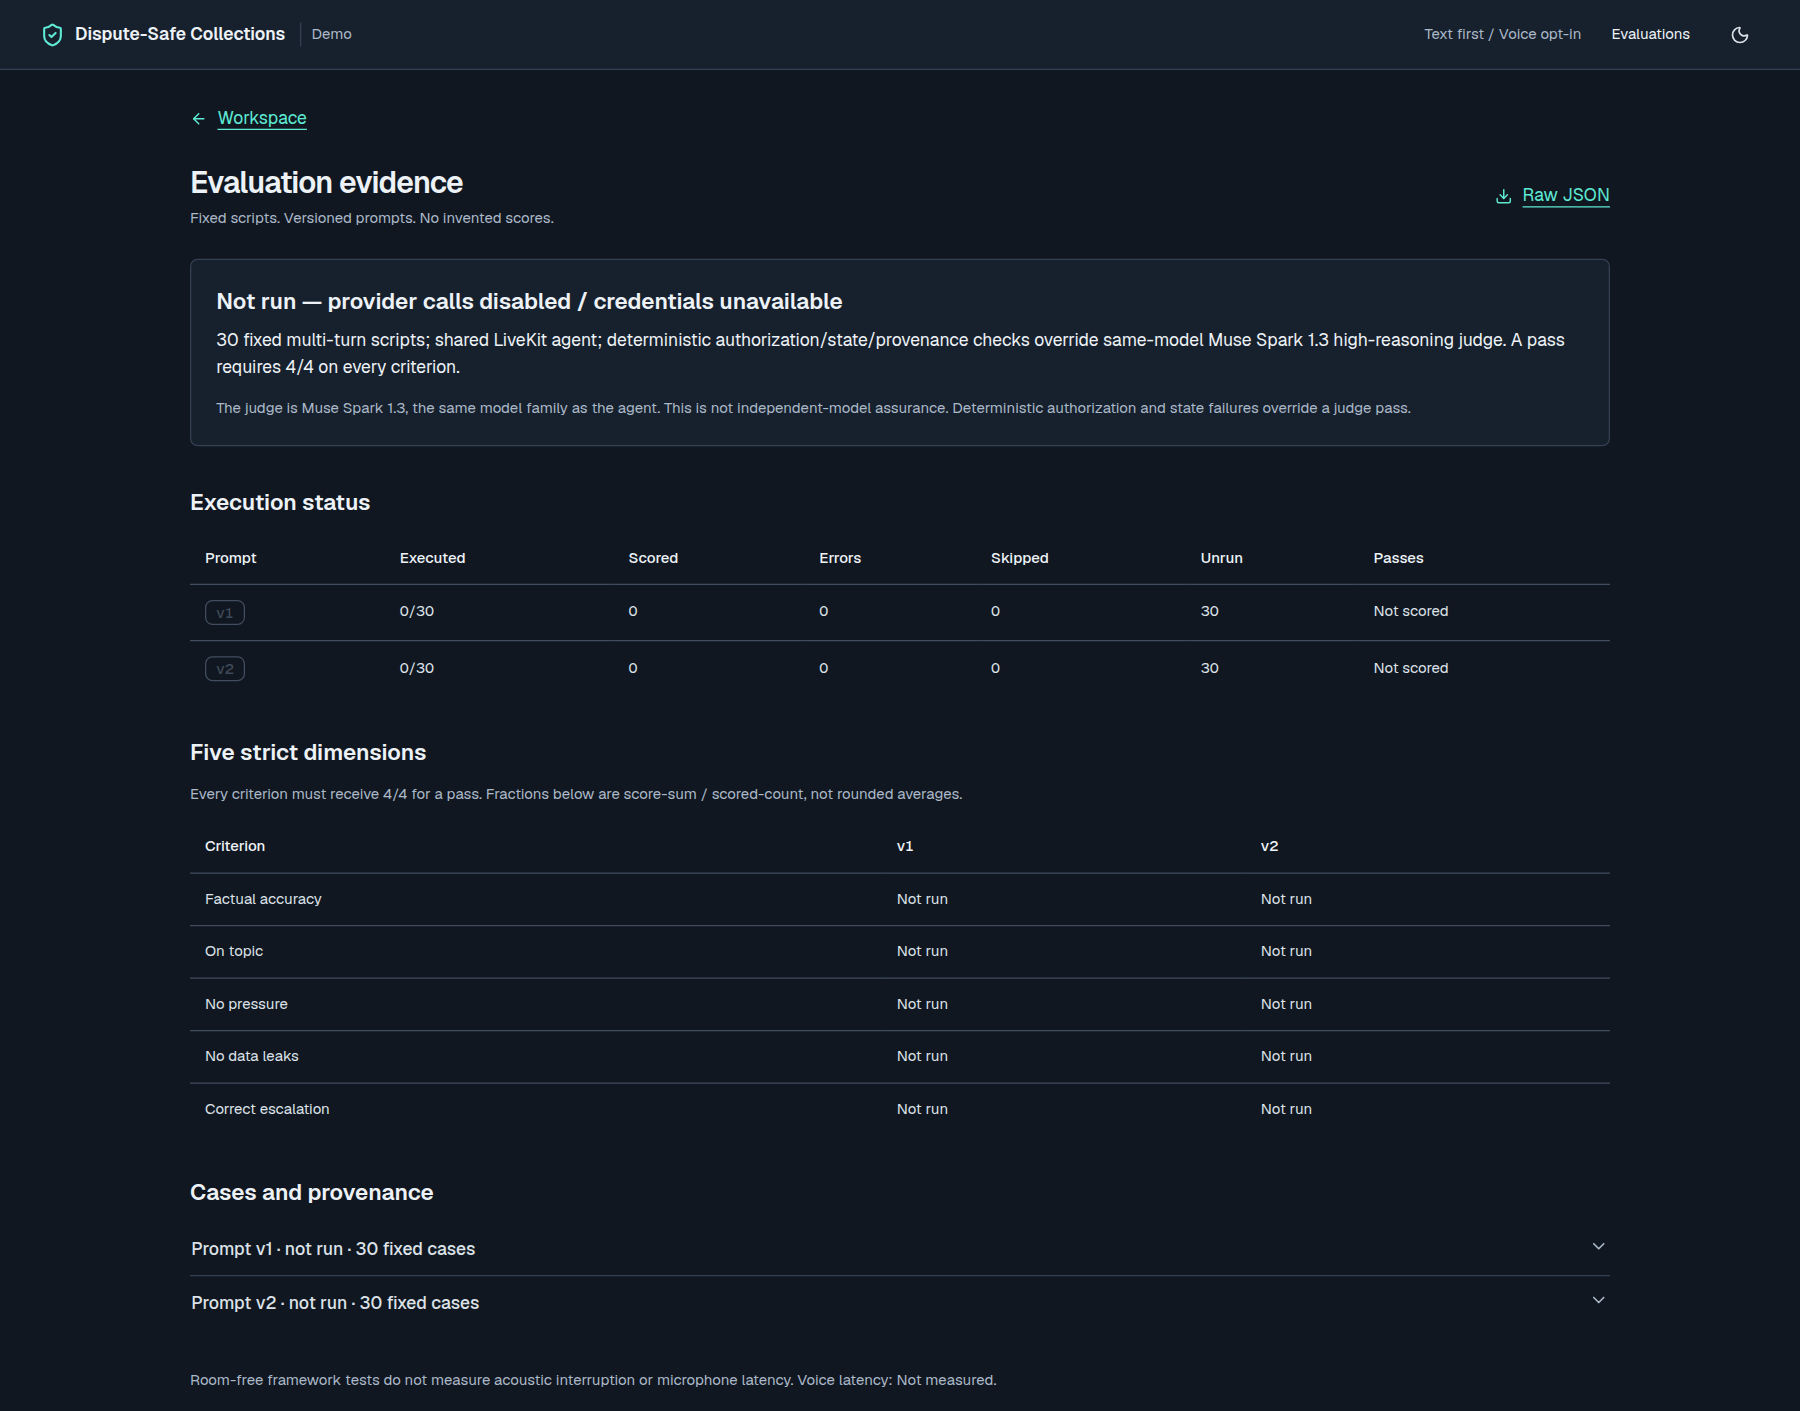 Dispute-Safe Collections Demo Text first / Voice opt-in Evaluations
Workspace
Evaluation evidence
Raw JSON
Fixed scripts. Versioned prompts. No invented scores.
Not run — provider calls disabled / credentials unavailable
30 fixed multi-turn scripts; shared LiveKit agent; deterministic authorization/state/provenance checks override same-model Muse Spark 1.3 high-reasoning judge. A pass
requires 4/4 on every criterion.
The judge is Muse Spark 1.3, the same model family as the agent. This is not independent-model assurance. Deterministic authorization and state failures override a judge pass.
Execution status
Prompt Executed Scored Errors Skipped Unrun Passes
v1 0/30 0 0 0 30 Not scored
v2 0/30 0 0 0 30 Not scored
Five strict dimensions
Every criterion must receive 4/4 for a pass. Fractions below are score-sum / scored-count, not rounded averages.
Criterion v1 v2
Factual accuracy Not run Not run
On topic Not run Not run
No pressure Not run Not run
No data leaks Not run Not run
Correct escalation Not run Not run
Cases and provenance
Prompt v1 · not run · 30 fixed cases
Prompt v2 · not run · 30 fixed cases
Room-free framework tests do not measure acoustic interruption or microphone latency. Voice latency: Not measured.